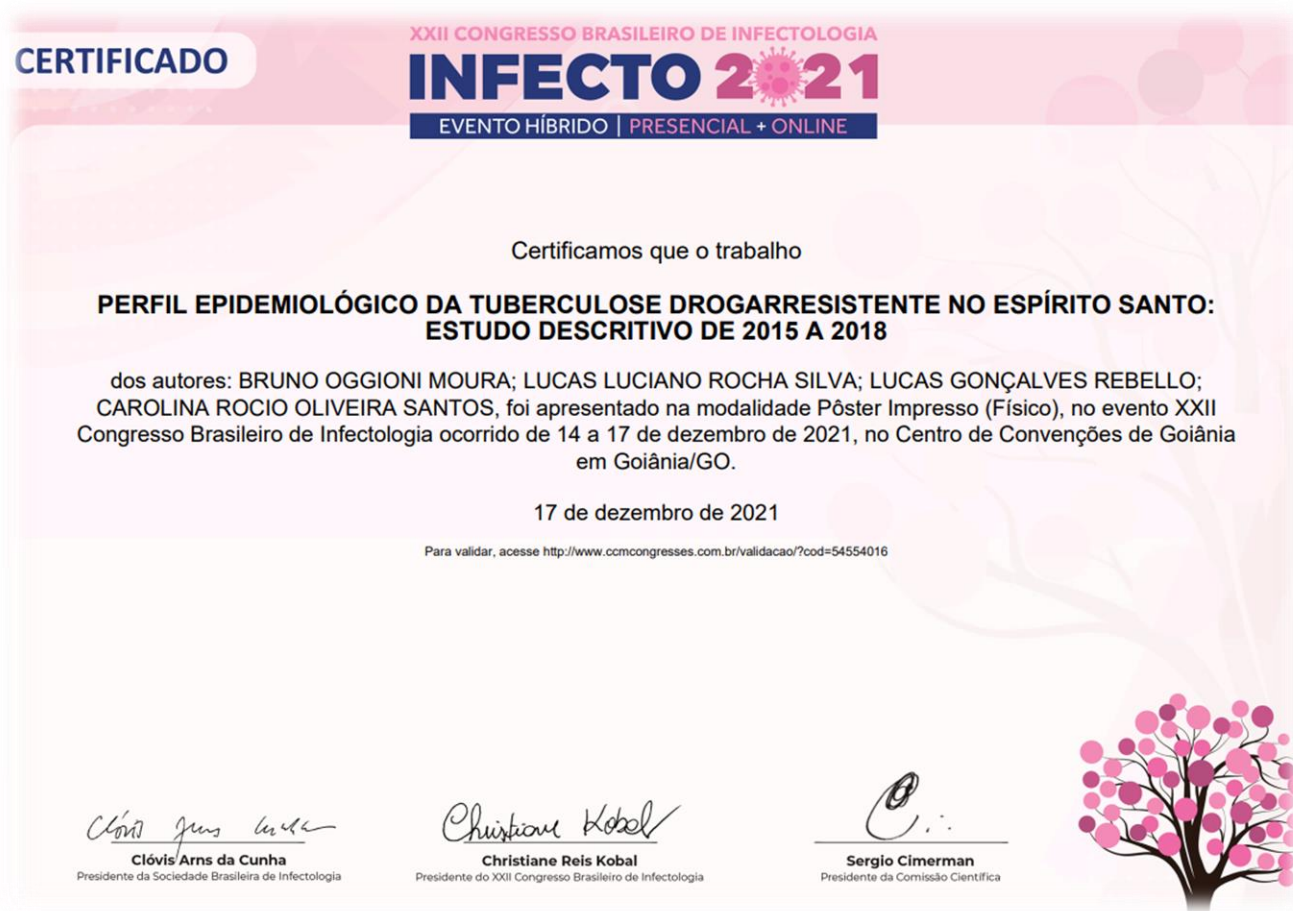 CERTIFICADO
XXII CONGRESSO BRASILEIRO DE INFECTOLOGIA
INFECTO 2021
EVENTO HÍBRIDO | PRESENCIAL + ONLINE
Certificamos que o trabalho
PERFIL EPIDEMIOLÓGICO DA TUBERCULOSE DROGARRESISTENTE NO ESPÍRITO SANTO:
ESTUDO DESCRITIVO DE 2015 A 2018
dos autores: BRUNO OGGIONI MOURA; LUCAS LUCIANO ROCHA SILVA; LUCAS GONÇALVES REBELLO;
CAROLINA ROCIO OLIVEIRA SANTOS, foi apresentado na modalidade Pôster Impresso (Físico), no evento XXII
Congresso Brasileiro de Infectologia ocorrido de 14 a 17 de dezembro de 2021, no Centro de Convenções de Goiânia
em Goiânia/GO.
17 de dezembro de 2021
Para validar, acesse http://www.ccmcongresses.com.br/validacao/?cod=54554016
Christiane Kobal
Clóvis Arns da Cunha
Presidente da Sociedade Brasileira de Infectologia
Christiane Reis Kobal
Presidente do XXII Congresso Brasileiro de Infectologia
Sergio Cimerman
Presidente da Comissão Científica